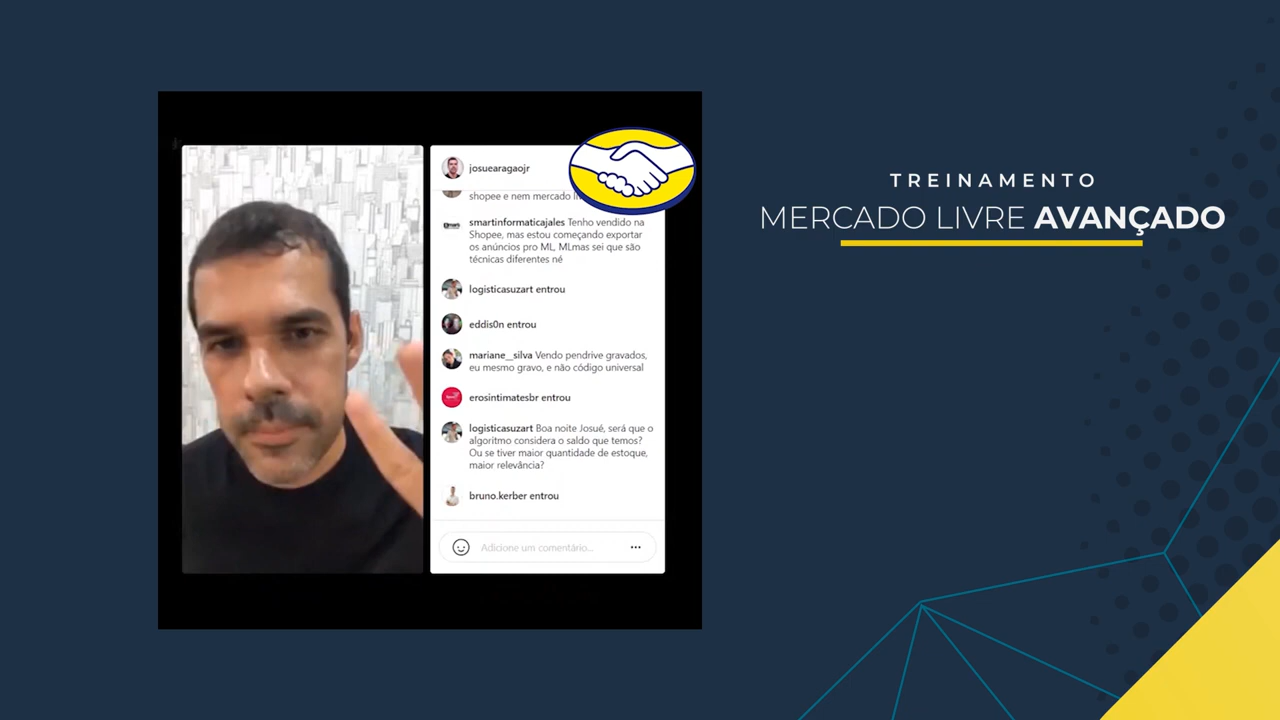 josuearagaojr
shopee e nem mercado
smartinformaticajales Tenho vendido na
Shopee, mas estou começando exportar
os anúncios pro ML, MLmas sei que são
técnicas diferentes né
logisticasuzart entrou
eddis0n entrou
mariane__silva Vendo pendrive gravados,
eu mesmo gravo, e não código universal
erosintimatesbr entrou
logisticasuzart Boa noite Josué, será que o
algoritmo considera o saldo que temos?
Ou se tiver maior quantidade de estoque,
maior relevância?
bruno.kerber entrou
Adicione um comentário...
TREINAMENTO
MERCADO LIVRE AVANÇADO